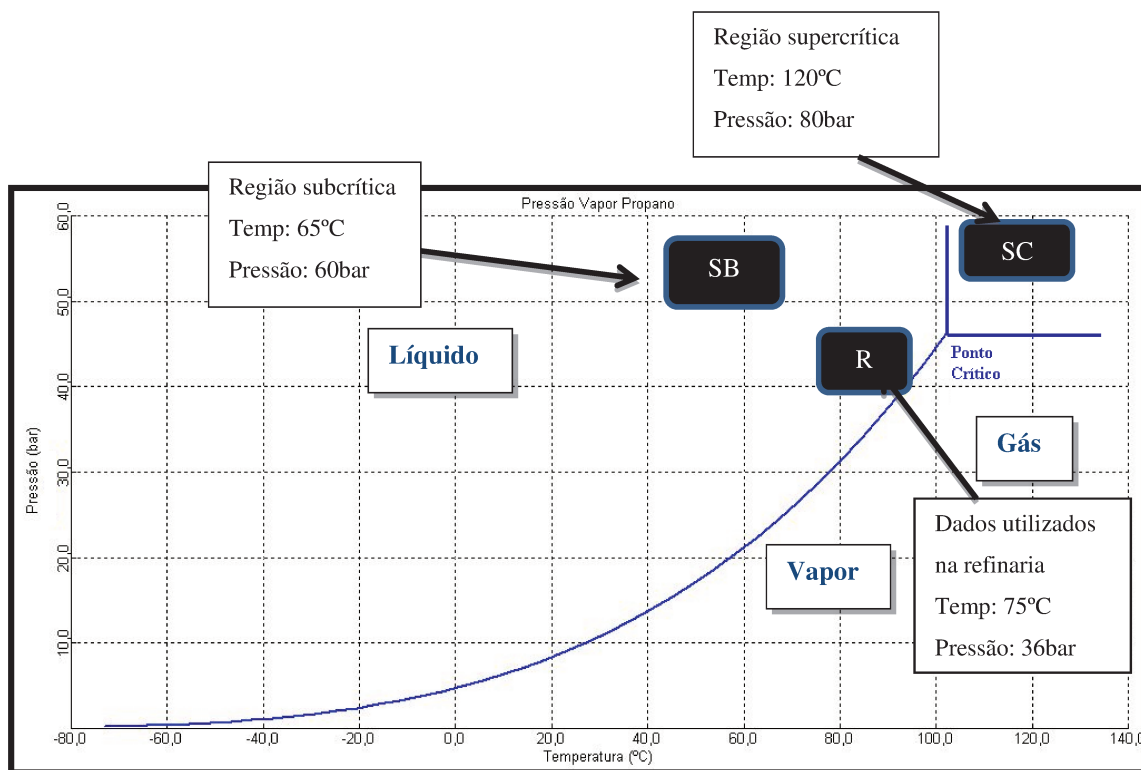 Região supercrítica
Temp: 120ºC
Pressão: 80bar
Região subcrítica
Temp: 65ºC
Pressão: 60bar
Pressão Vapor Propano
60,0
50,0
40,0
30,0
20,0
10,0
Pressão (bar)
SB
SC
Líquido
R
Ponto
Crítico
Gás
Vapor
Dados utilizados
na refinaria
Temp: 75ºC
Pressão: 36bar
-80,0 -60,0 -40,0 -20,0 0,0 20,0 40,0 60,0 80,0 100,0 120,0 140,0
Temperatura (ºC)